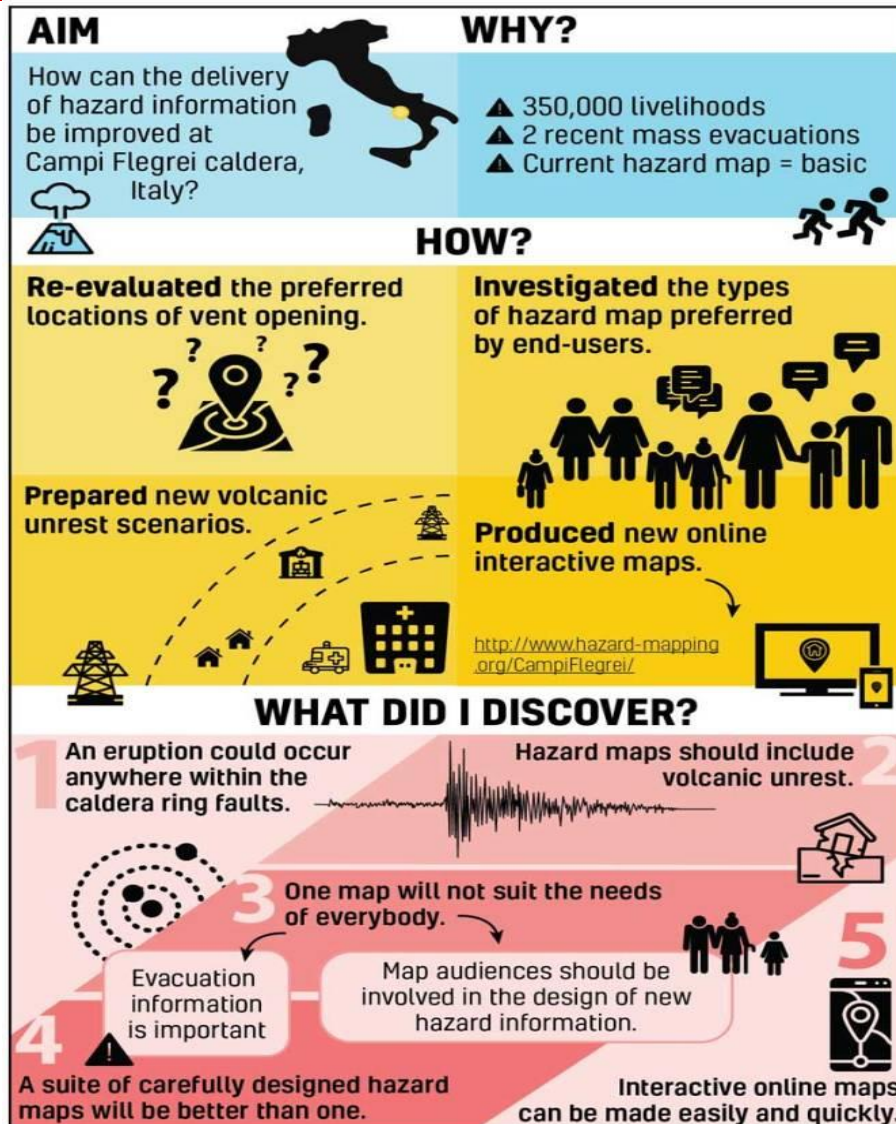 AIM
How can the delivery
of hazard information
be improved at
Campi Flegrei caldera,
Italy?
WHY?
350,000 livelihoods
2 recent mass evacuations
Current hazard map = basic
HOW?
Re-evaluated the preferred
locations of vent opening.
? ? ? ?
Investigated the types
of hazard map preferred
by end-users.
Prepared new volcanic
unrest scenarios.
Produced new online
interactive maps.
http://www.hazard-mapping
.org/CampiFlegrei/
WHAT DID I DISCOVER?
1
An eruption could occur
anywhere within the
caldera ring faults.
2
Hazard maps should include
volcanic unrest.
3
One map will not suit the needs
of everybody.
Evacuation
information
is important
Map audiences should be
involved in the design of new
hazard information.
4
A suite of carefully designed hazard
maps will be better than one.
5
Interactive online maps
can be made easily and quickly.